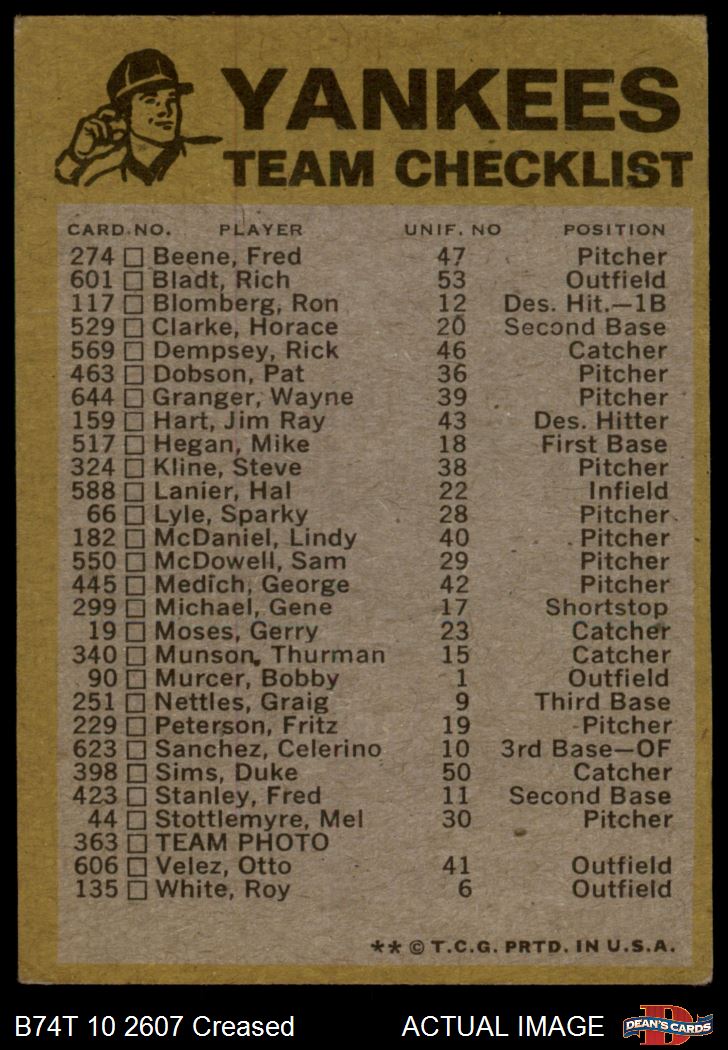 YANKEES
TEAM CHECKLIST
CARD NO. PLAYER UNIF. NO POSITION
274 Beene, Fred 47 Pitcher
601 Bladt, Rich 53 Outfield
117 Blomberg, Ron 12 Des. Hit.—1B
529 Clarke, Horace 20 Second Base
569 Dempsey, Rick 46 Catcher
463 Dobson, Pat 36 Pitcher
644 Granger, Wayne 39 Pitcher
159 Hart, Jim Ray 43 Des. Hitter
517 Hegan, Mike 18 First Base
324 Kline, Steve 38 Pitcher
588 Lanier, Hal 22 Infield
66 Lyle, Sparky 28 Pitcher
182 McDaniel, Lindy 40 Pitcher
550 McDowell, Sam 29 Pitcher
445 Medich, George 42 Pitcher
299 Michael, Gene 17 Shortstop
19 Moses, Gerry 23 Catcher
340 Munson, Thurman 15 Catcher
90 Murcer, Bobby 1 Outfield
251 Nettles, Graig 9 Third Base
229 Peterson, Fritz 19 Pitcher
623 Sanchez, Celerino 10 3rd Base—OF
398 Sims, Duke 50 Catcher
423 Stanley, Fred 11 Second Base
44 Stottlemyre, Mel 30 Pitcher
363 TEAM PHOTO
606 Velez, Otto 41 Outfield
135 White, Roy 6 Outfield
** © T.C.G. PRTD. IN U.S.A.
B74T 10 2607 Creased ACTUAL IMAGE D DEAN'S CARDS